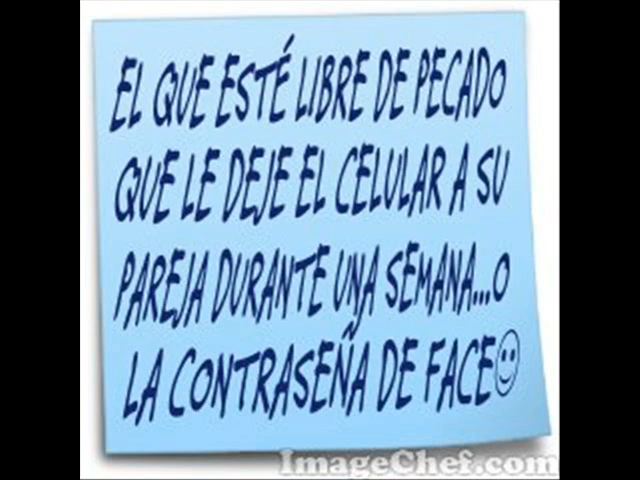 EL QUE ESTÉ LIBRE DE PECADO
QUE LE DEJE EL CELULAR A SU
PAREJA DURANTE UNA SEMANA...O
LA CONTRASEÑA DE FACE☺
ImageChef.com